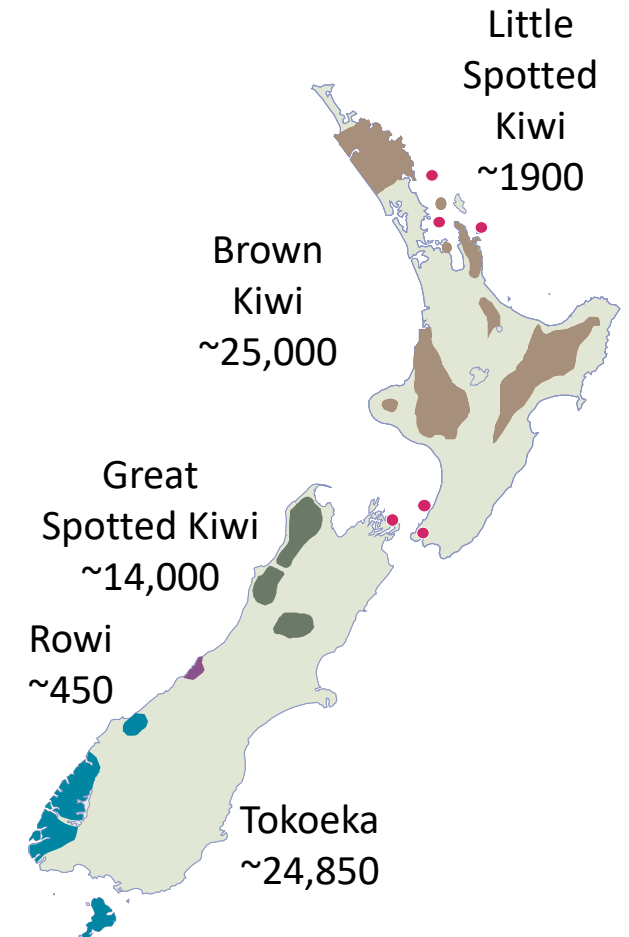 Little
Spotted
Kiwi
~1900
Brown
Kiwi
~25,000
Great
Spotted Kiwi
~14,000
Rowi
~450
Tokoeka
~24,850